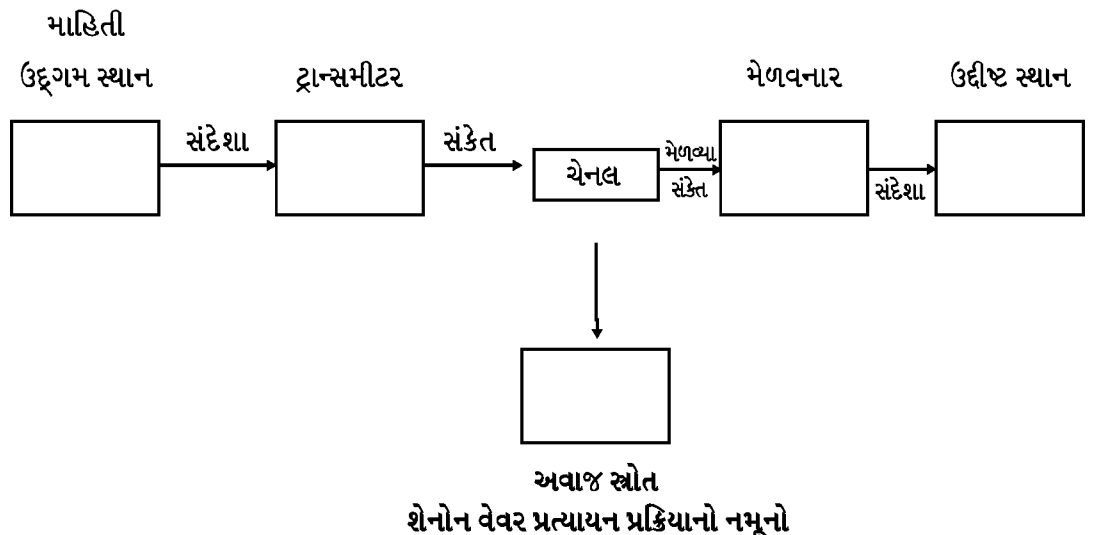 માહિતી
ઉદ્ગમ સ્થાન
ટ્રાન્સમીટર
મેળવનાર
ઉદ્દીષ્ટ સ્થાન
સંદેશા
સંકેત
ચેનલ
મેળવ્યા
સંકેત
સંદેશા
અવાજ સ્ત્રોત
શેનોન વેવર પ્રત્યાયન પ્રક્રિયાનો નમૂનો